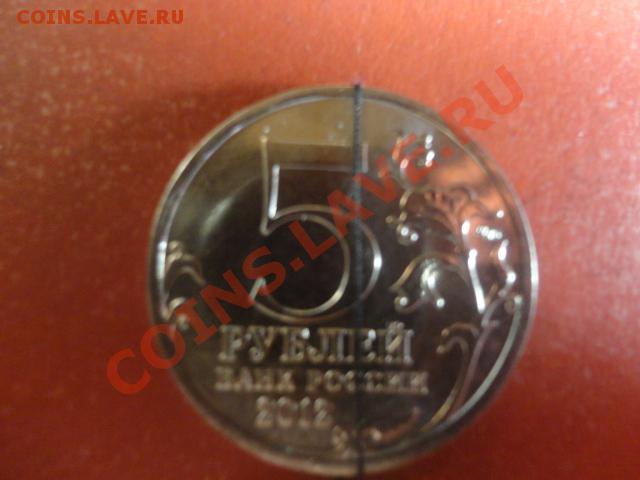 COINS.LAVE.RU
COINS.LAVE.RU
5
РУБЛЕЙ
БАНК РОССИИ
2012